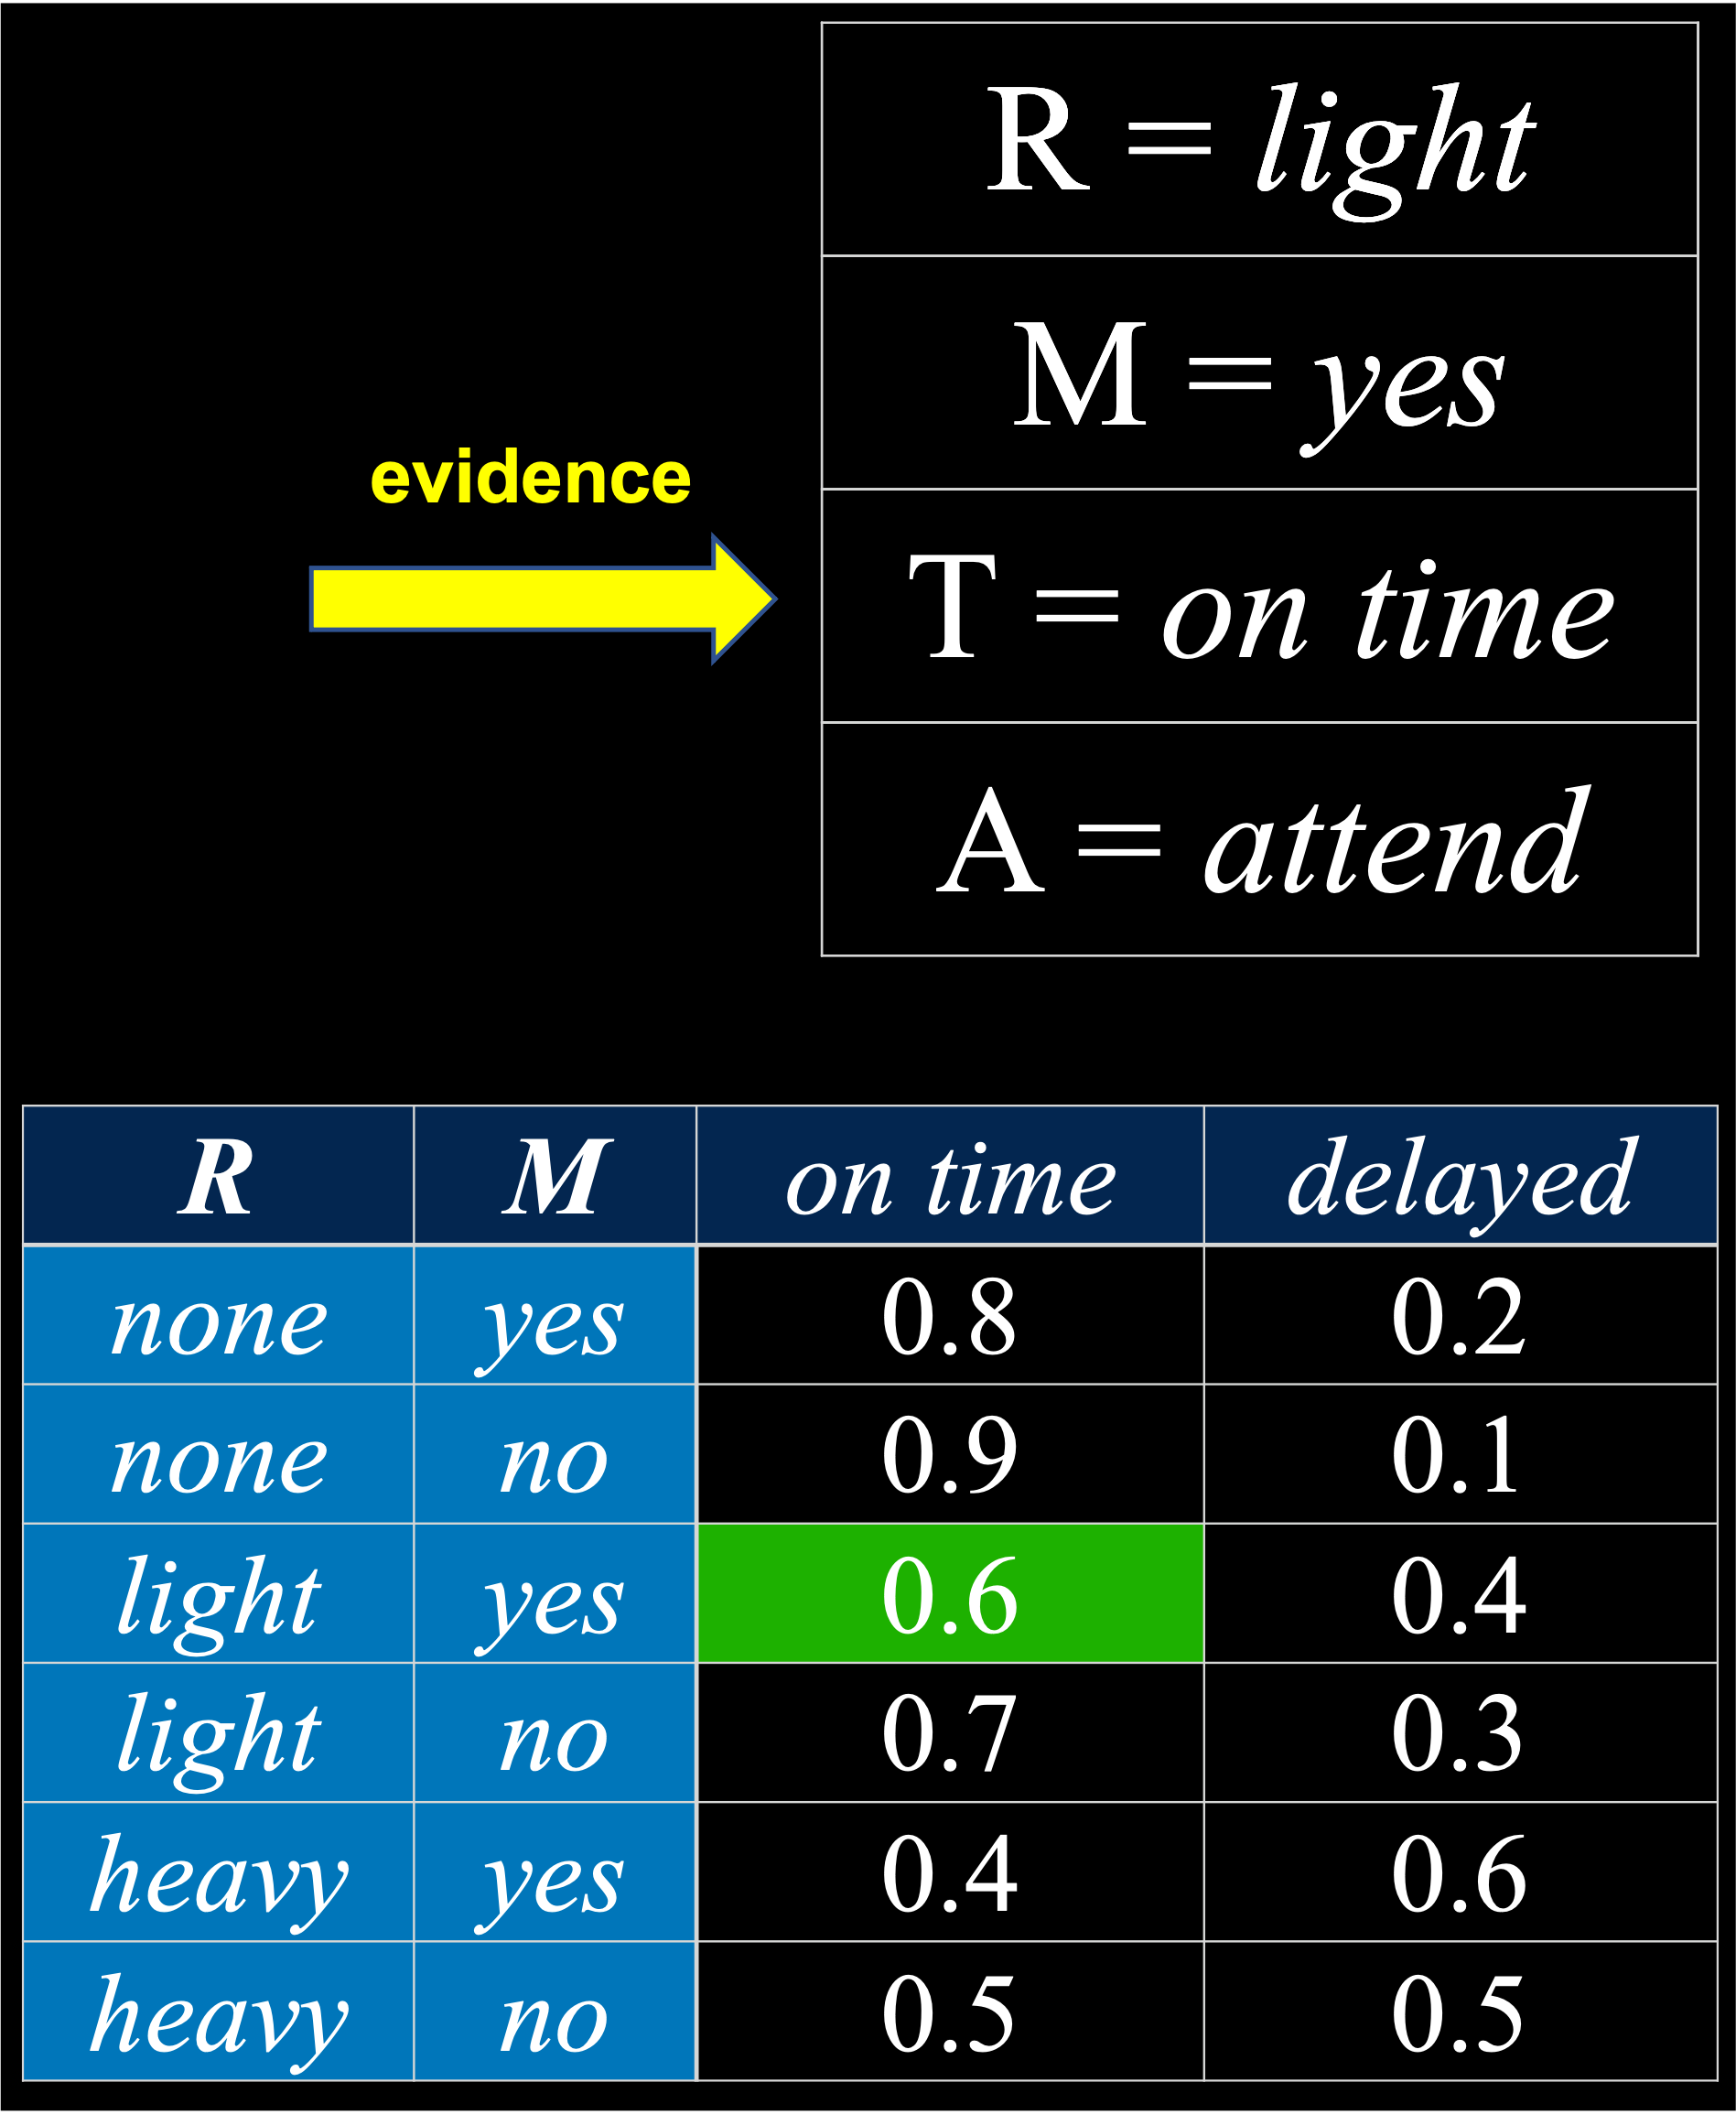 R = light
M = yes
evidence
T = on time
A = attend
R M on time delayed
none yes 0.8 0.2
none no 0.9 0.1
light yes 0.6 0.4
light no 0.7 0.3
heavy yes 0.4 0.6
heavy no 0.5 0.5